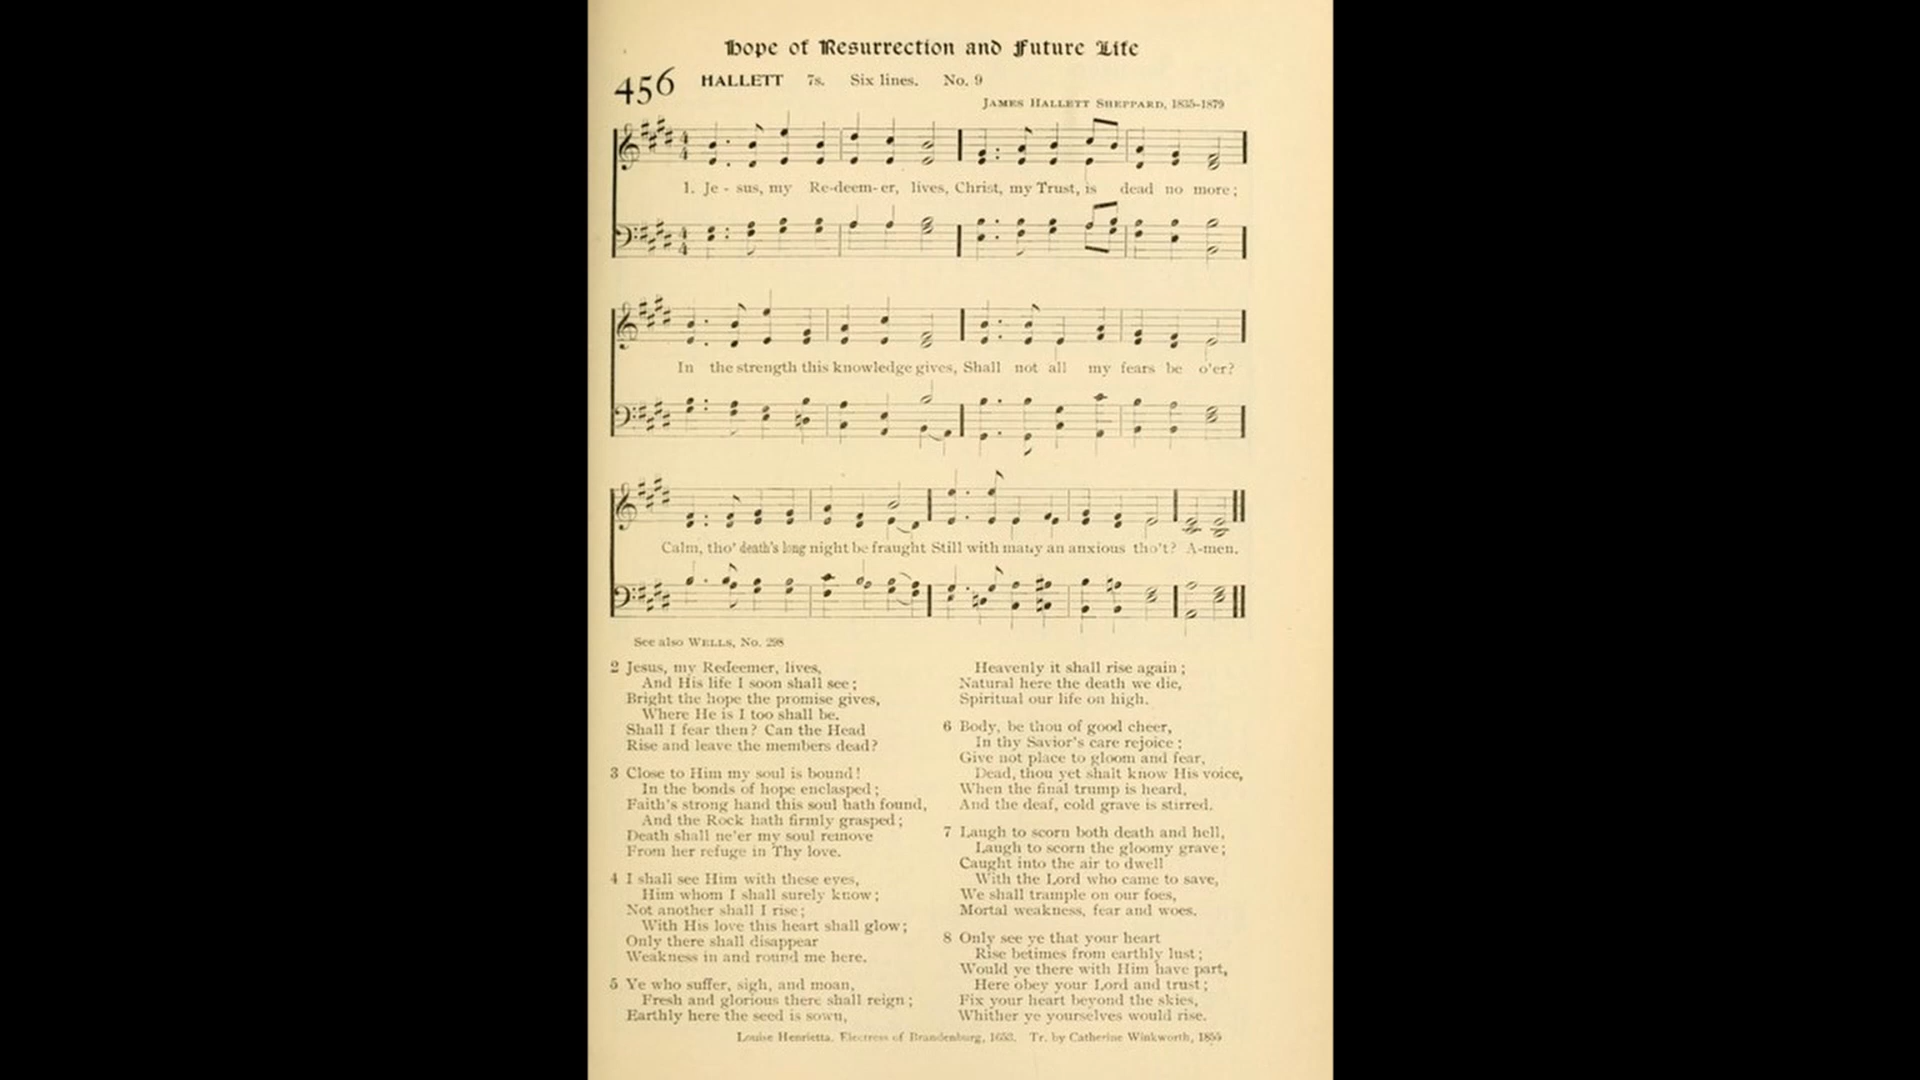 Hope of Resurrection and Future Life
456 HALLETT 7s. Six lines. No. 9
JAMES HALLETT SHEPPARD, 1835-1879
1. Je - sus, my Re-deem-er, lives, Christ, my Trust, is dead no more;
In the strength this knowledge gives, Shall not all my fears be o'er?
Calm, tho' death's long night be fraught Still with many an anxious tho't? A-men.
See also WELLS, No. 298
2 Jesus, my Redeemer, lives,
And His life I soon shall see;
Bright the hope the promise gives,
Where He is I too shall be.
Shall I fear then? Can the Head
Rise and leave the members dead?
3 Close to Him my soul is bound!
In the bonds of hope enclasped;
Faith's strong hand this soul hath found,
And the Rock hath firmly grasped;
Death shall ne'er my soul remove
From her refuge in Thy love.
4 I shall see Him with these eyes,
Him whom I shall surely know;
Not another shall I rise;
With His love this heart shall glow;
Only there shall disappear
Weakness in and round me here.
5 Ye who suffer, sigh, and moan,
Fresh and glorious there shall reign;
Earthly here the seed is sown,
Heavenly it shall rise again;
Natural here the death we die,
Spiritual our life on high.
6 Body, be thou of good cheer,
In thy Savior's care rejoice;
Give not place to gloom and fear,
Dead, thou yet shalt know His voice,
When the final trump is heard,
And the deaf, cold grave is stirred.
7 Laugh to scorn both death and hell,
Laugh to scorn the gloomy grave;
Caught into the air to dwell
With the Lord who came to save,
We shall trample on our foes,
Mortal weakness, fear and woes.
8 Only see ye that your heart
Rise betimes from earthly lust;
Would ye there with Him have part,
Here obey your Lord and trust;
Fix your heart beyond the skies,
Whither ye yourselves would rise.
Louise Henrietta, Electress of Brandenburg, 1653. Tr. by Catherine Winkworth, 1855